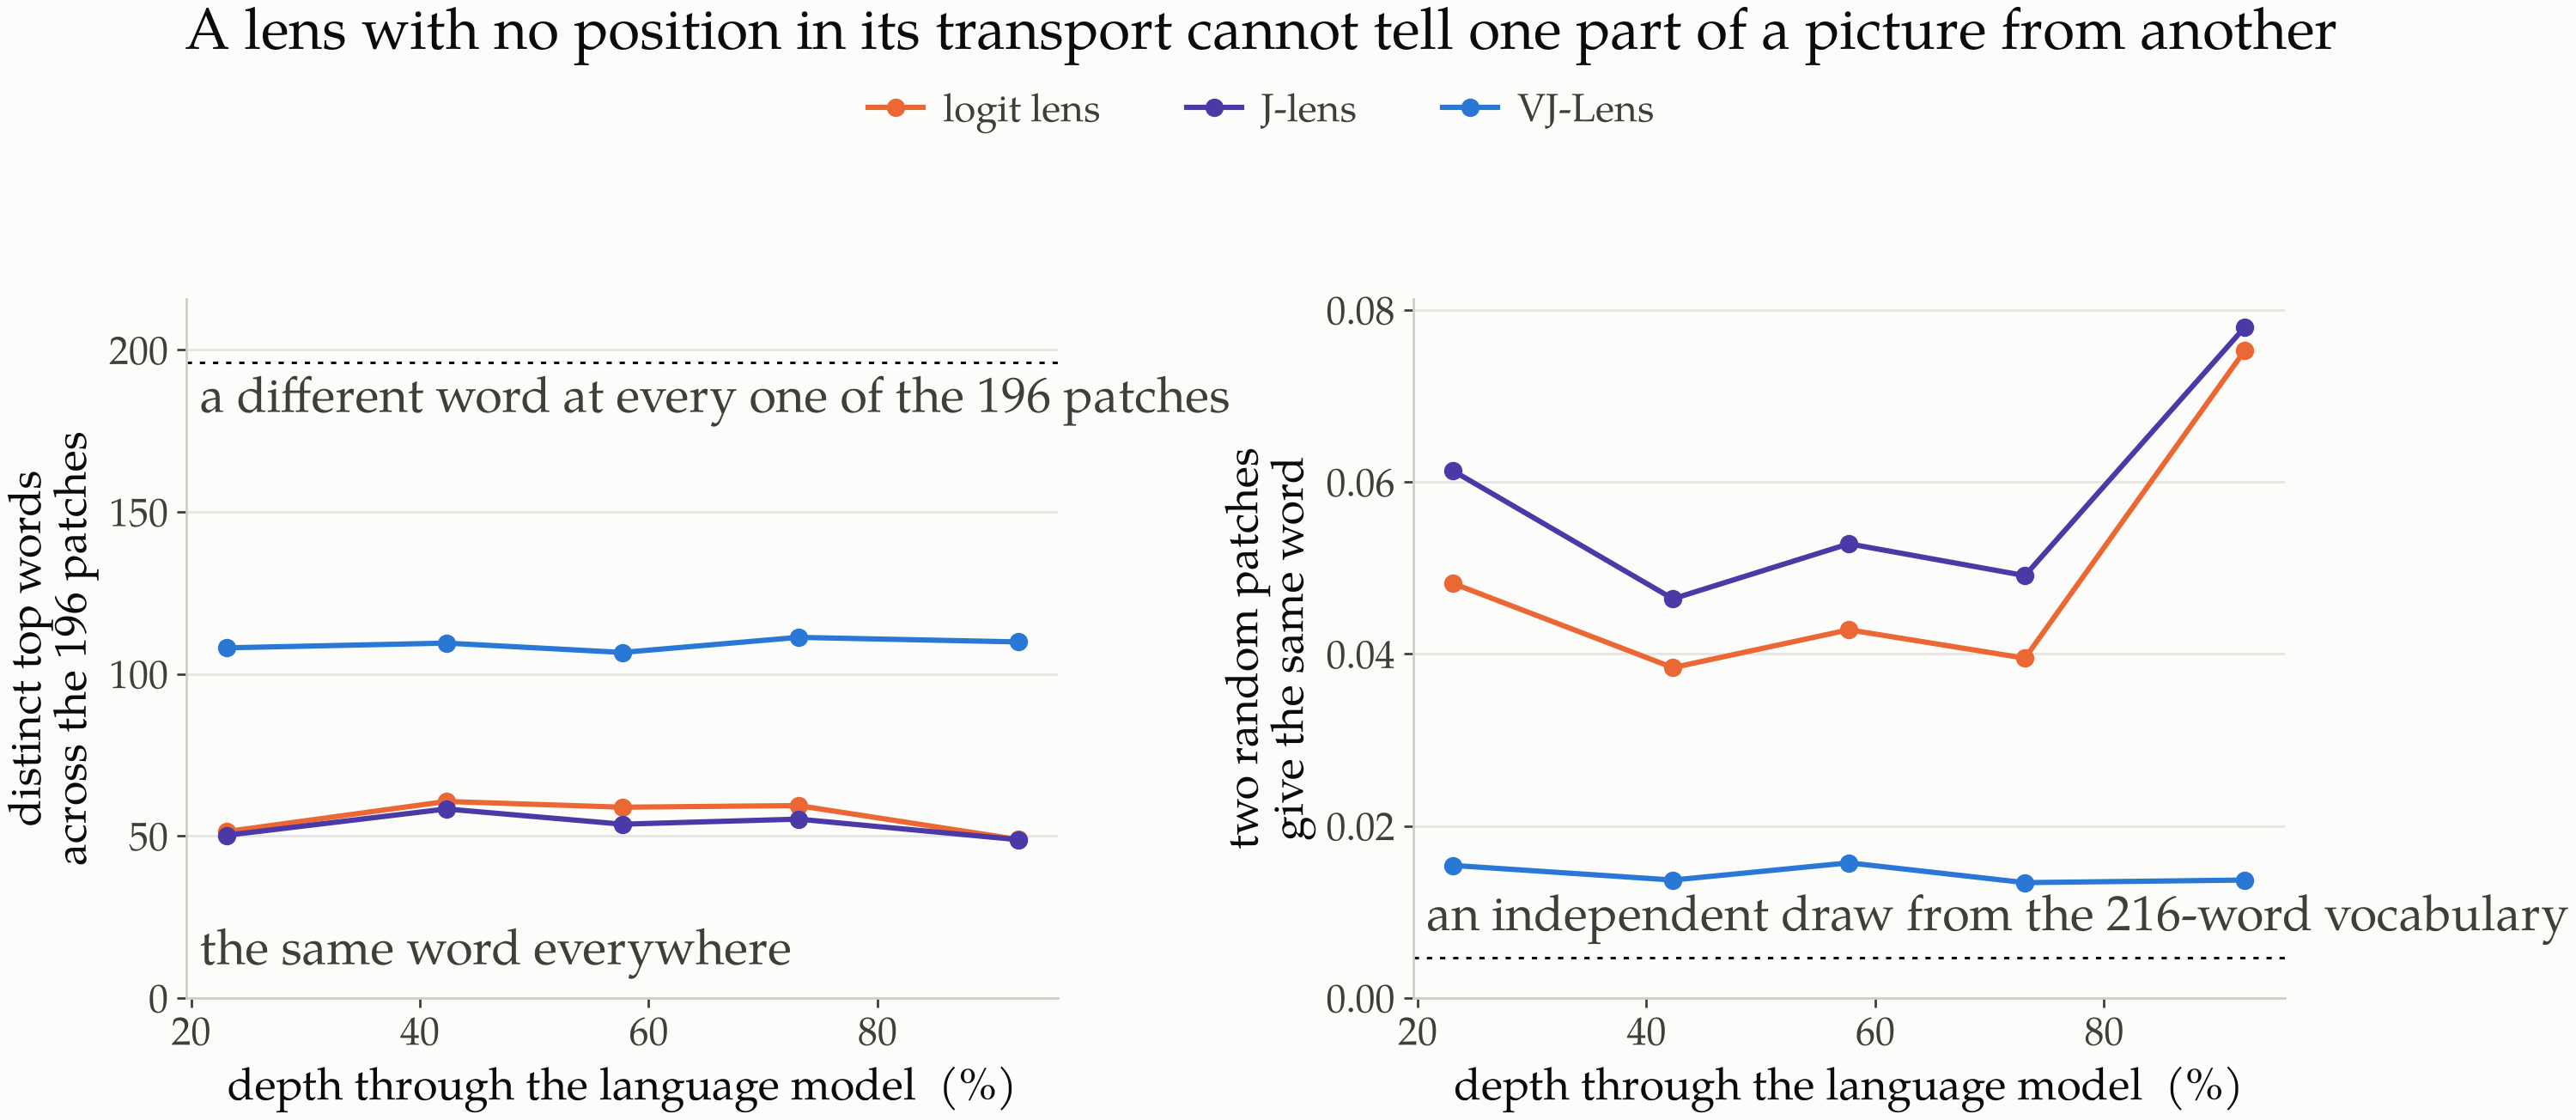 A lens with no position in its transport cannot tell one part of a picture from another
logit lens
J-lens
VJ-Lens
distinct top words
across the 196 patches
200
150
100
50
0
a different word at every one of the 196 patches
the same word everywhere
20
40
60
80
depth through the language model (%)
two random patches
give the same word
0.08
0.06
0.04
0.02
0.00
an independent draw from the 216-word vocabulary
20
40
60
80
depth through the language model (%)